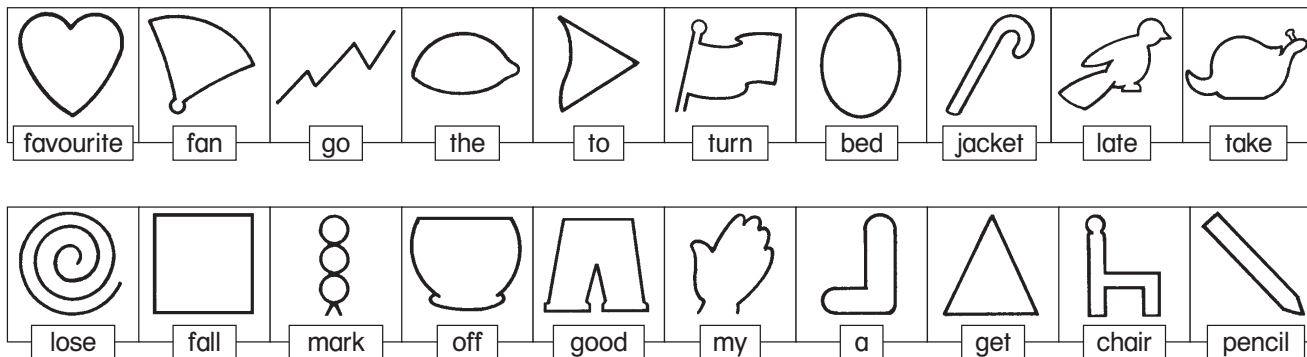 favourite fan go the to turn bed jacket late take
lose fall mark off good my a get chair pencil